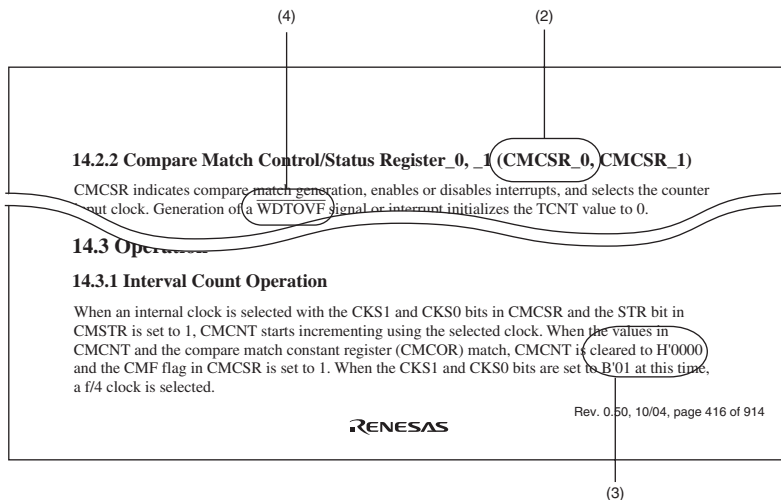 (4) (2)
14.2.2 Compare Match Control/Status Register_0, _1 (CMCSR_0, CMCSR_1)
CMCSR indicates compare match generation, enables or disables interrupts, and selects the counter
input clock. Generation of a WDTOVF signal or interrupt initializes the TCNT value to 0.
14.3 Operation
14.3.1 Interval Count Operation
When an internal clock is selected with the CKS1 and CKS0 bits in CMCSR and the STR bit in
CMSTR is set to 1, CMCNT starts incrementing using the selected clock. When the values in
CMCNT and the compare match constant register (CMCOR) match, CMCNT is cleared to H'0000
and the CMF flag in CMCSR is set to 1. When the CKS1 and CKS0 bits are set to B'01 at this time,
a f/4 clock is selected.
Rev. 0.50, 10/04, page 416 of 914
RENESAS
(3)